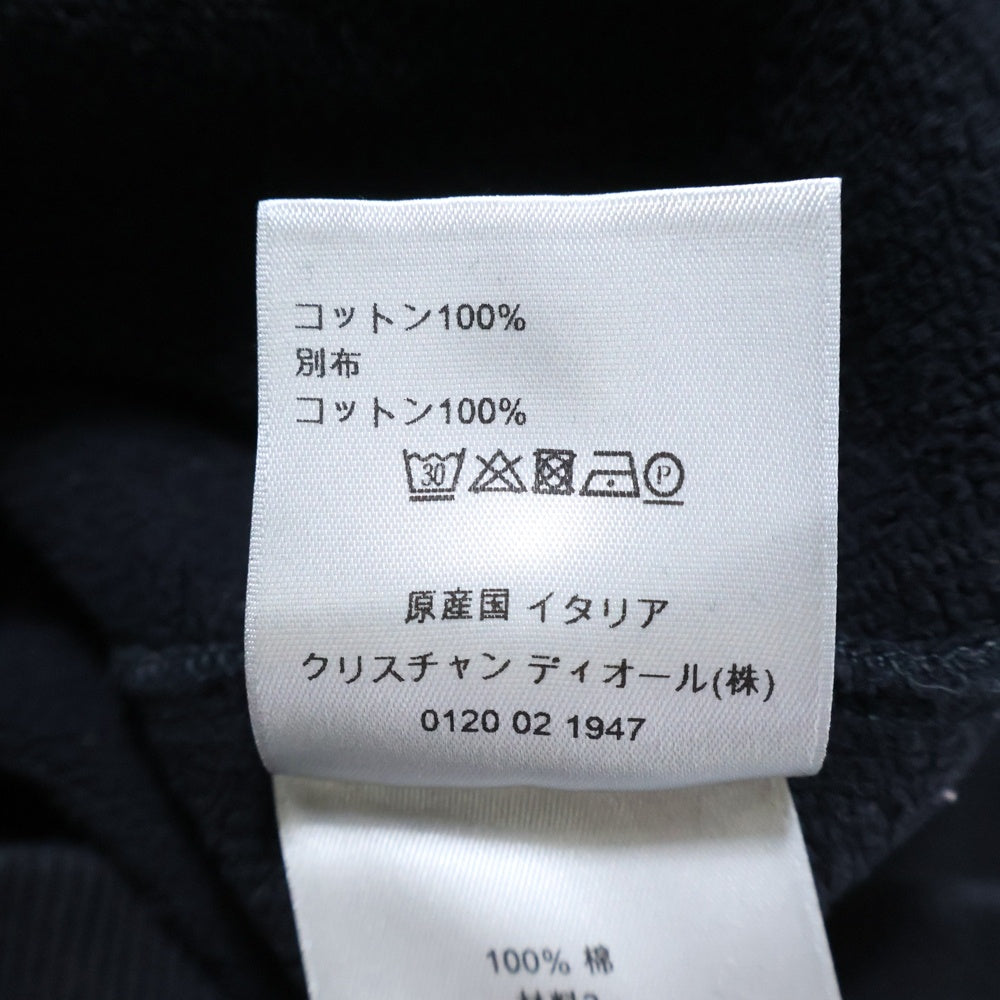 コットン100%
別布
コットン100%
30 P
原産国 イタリア
クリスチャン ディオール(株)
0120 02 1947
100% 棉